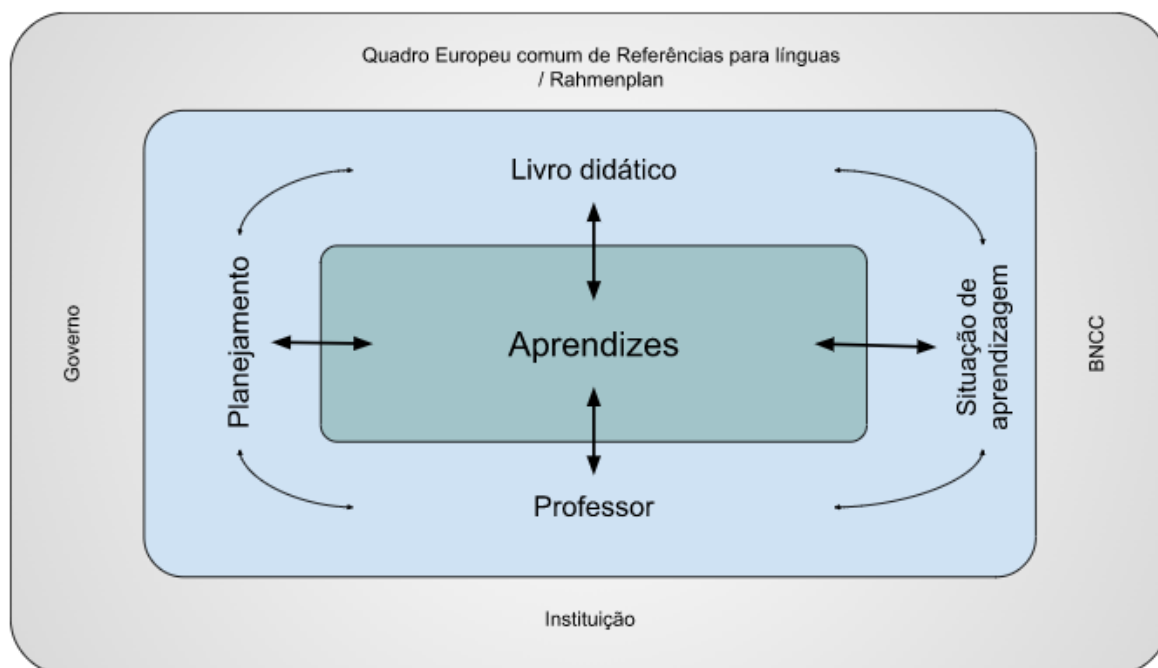 Quadro Europeu comum de Referências para línguas
/ Rahmenplan
Livro didático
Governo
Planejamento
Aprendizes
Situação de
aprendizagem
BNCC
Professor
Instituição